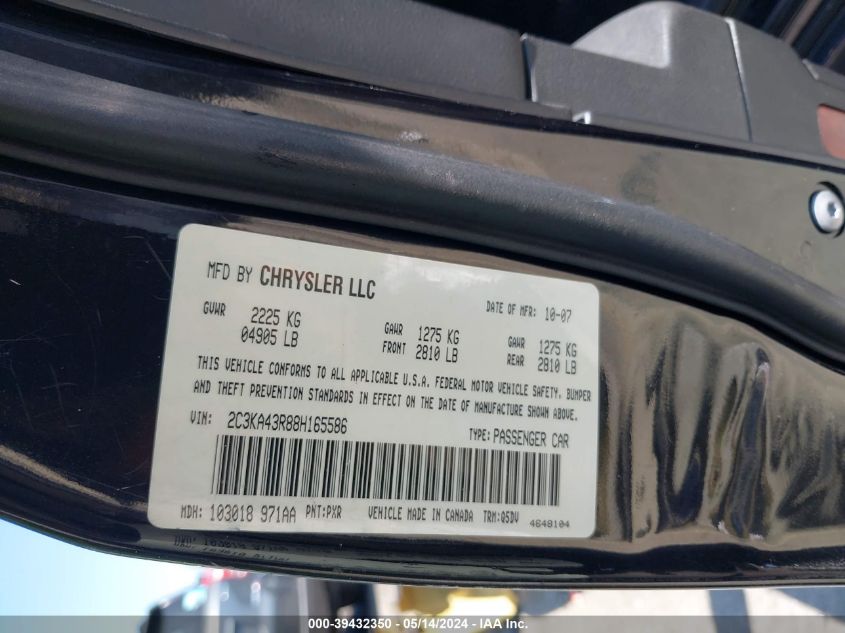 MFD BY CHRYSLER LLC
DATE OF MFR: 10-07
GVWR 2225 KG
04905 LB
GAWR FRONT 1275 KG
2810 LB
GAWR REAR 1275 KG
2810 LB
THIS VEHICLE CONFORMS TO ALL APPLICABLE U.S.A. FEDERAL MOTOR VEHICLE SAFETY, BUMPER
AND THEFT PREVENTION STANDARDS IN EFFECT ON THE DATE OF MANUFACTURE SHOWN ABOVE.
VIN: 2C3KA43R88H165586
TYPE: PASSENGER CAR
MDH: 103018 971AA PNT:PXR VEHICLE MADE IN CANADA TRM:Q5DV
4648104
000-39432350 - 05/14/2024 - IAA Inc.